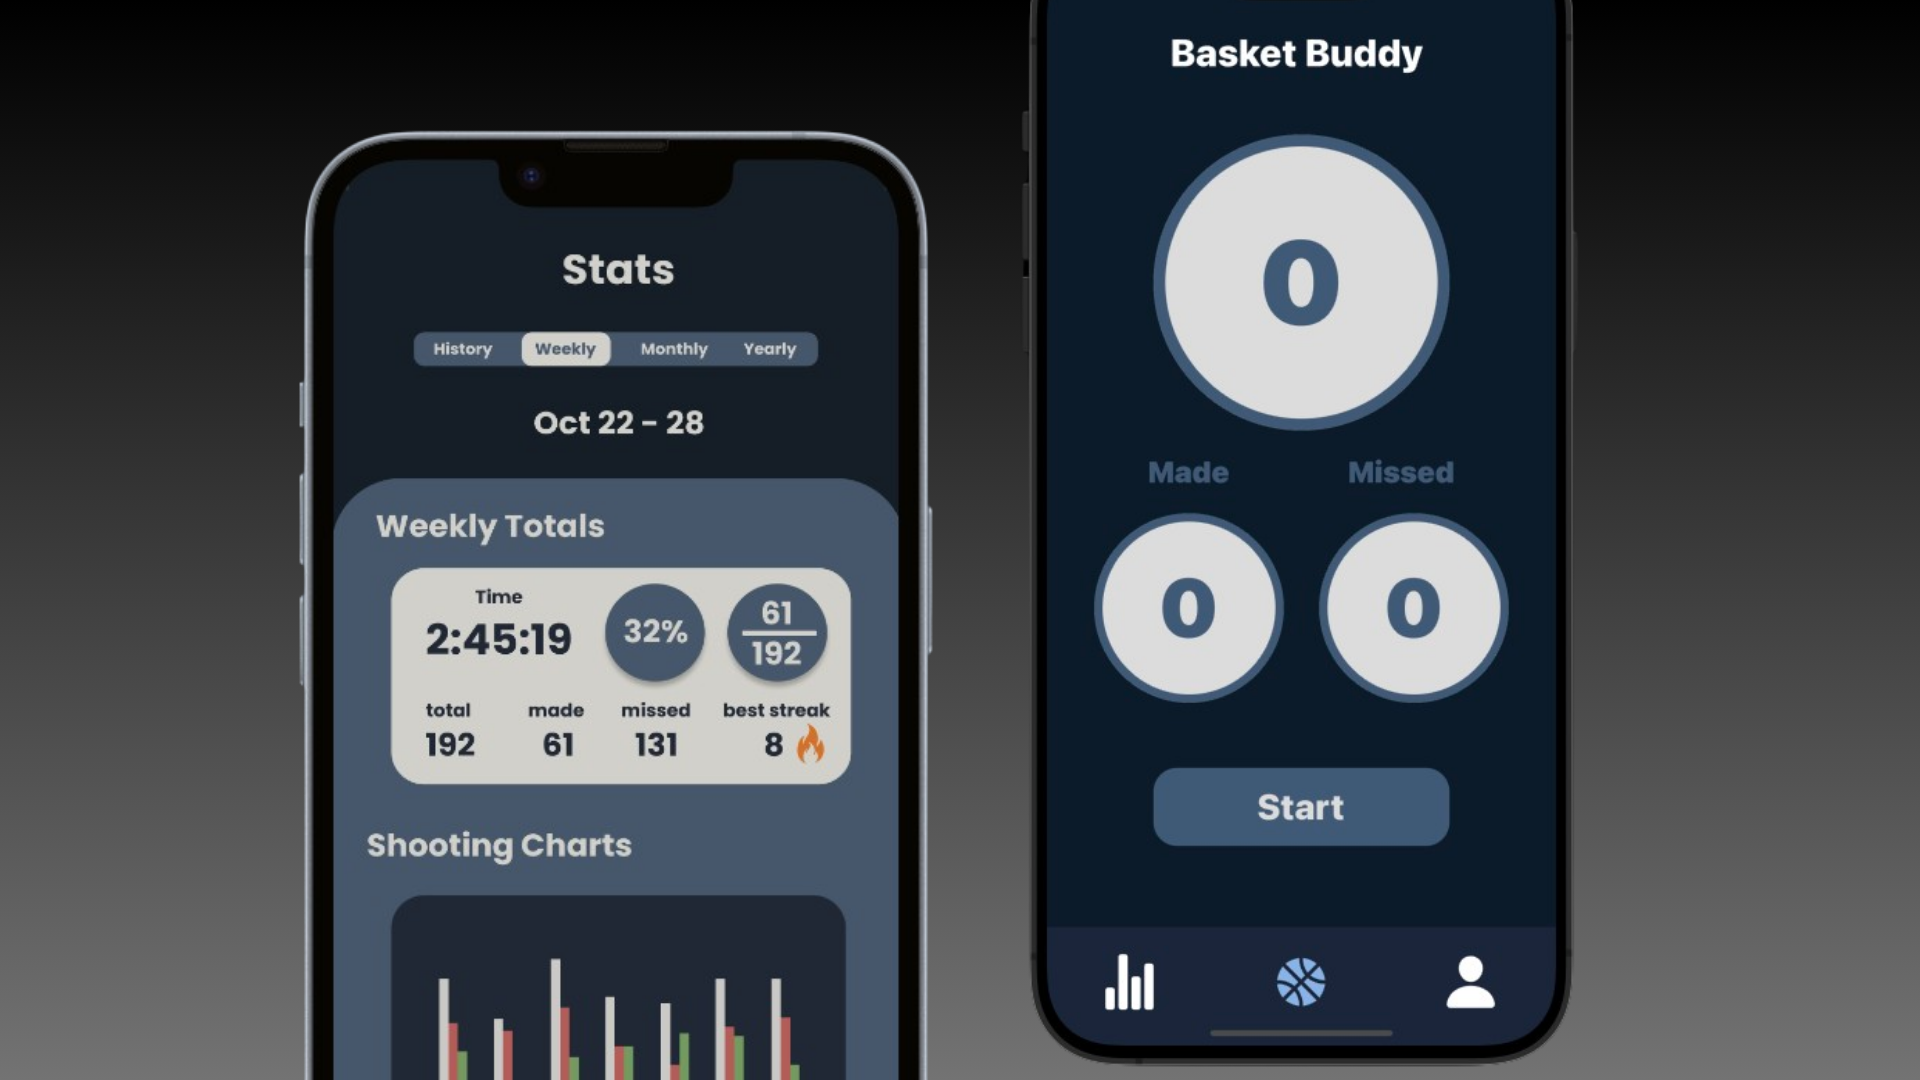 Stats
History Weekly Monthly Yearly
Oct 22 - 28
Weekly Totals
Time
2:45:19
32%
61
192
total made missed best streak
192 61 131 8
Shooting Charts
Basket Buddy
0
Made Missed
0 0
Start